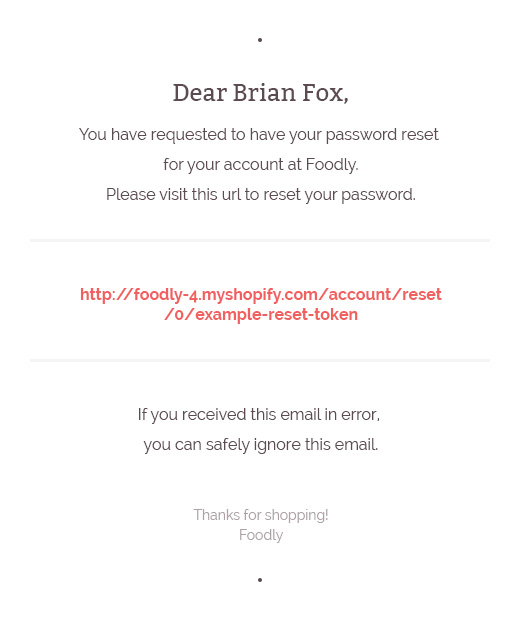 Dear Brian Fox,
You have requested to have your password reset
for your account at Foodly.
Please visit this url to reset your password.
http://foodly-4.myshopify.com/account/reset
/0/example-reset-token
If you received this email in error,
you can safely ignore this email.
Thanks for shopping!
Foodly